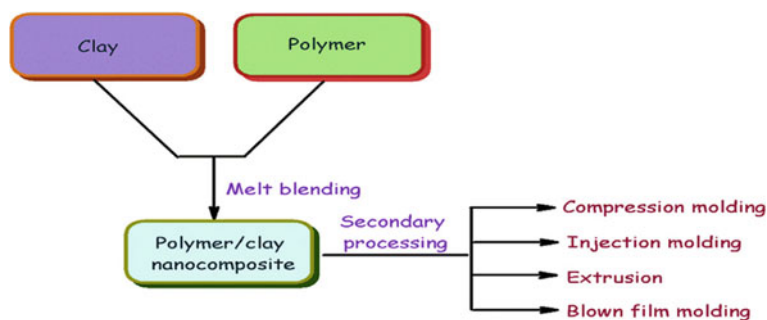 Clay
Polymer
Melt blending
Polymer/clay
nanocomposite
Secondary
processing
Compression molding
Injection molding
Extrusion
Blown film molding